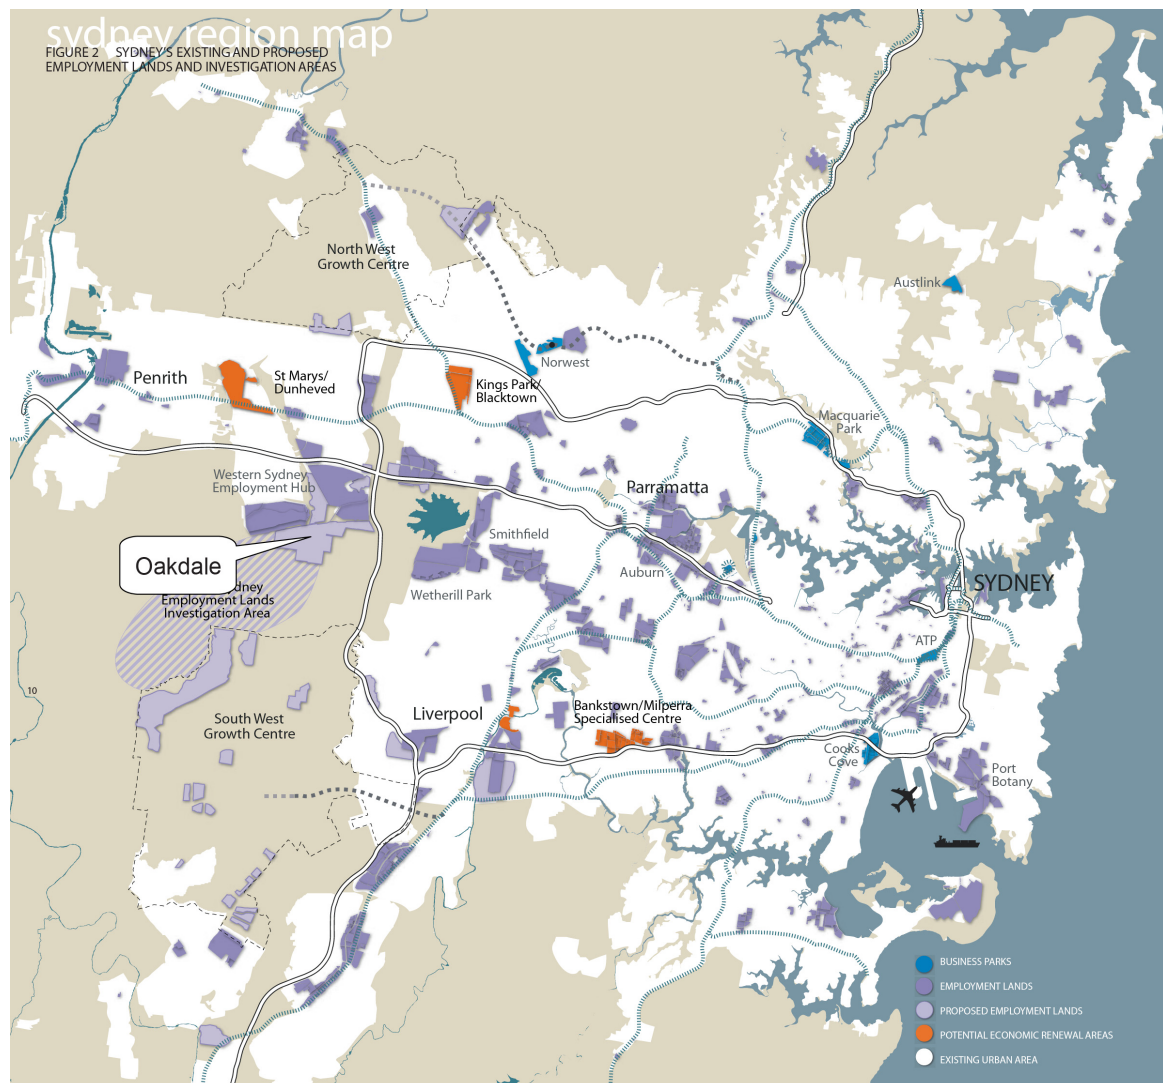 sydney region map
FIGURE 2 SYDNEY'S EXISTING AND PROPOSED
EMPLOYMENT LANDS AND INVESTIGATION AREAS
North West
Growth Centre
Austlink
Norwest
Penrith
St Marys/
Dunheved
Kings Park/
Blacktown
Macquarie
Park
Western Sydney
Employment Hub
Parramatta
Smithfield
Oakdale
Auburn
SYDNEY
dney
Employment Lands
Investigation Area
Wetherill Park
ATP
10
South West
Growth Centre
Liverpool
Bankstown/Milperra
Specialised Centre
Cooks
Cove
Port
Botany
BUSINESS PARKS
EMPLOYMENT LANDS
PROPOSED EMPLOYMENT LANDS
POTENTIAL ECONOMIC RENEWAL AREAS
EXISTING URBAN AREA